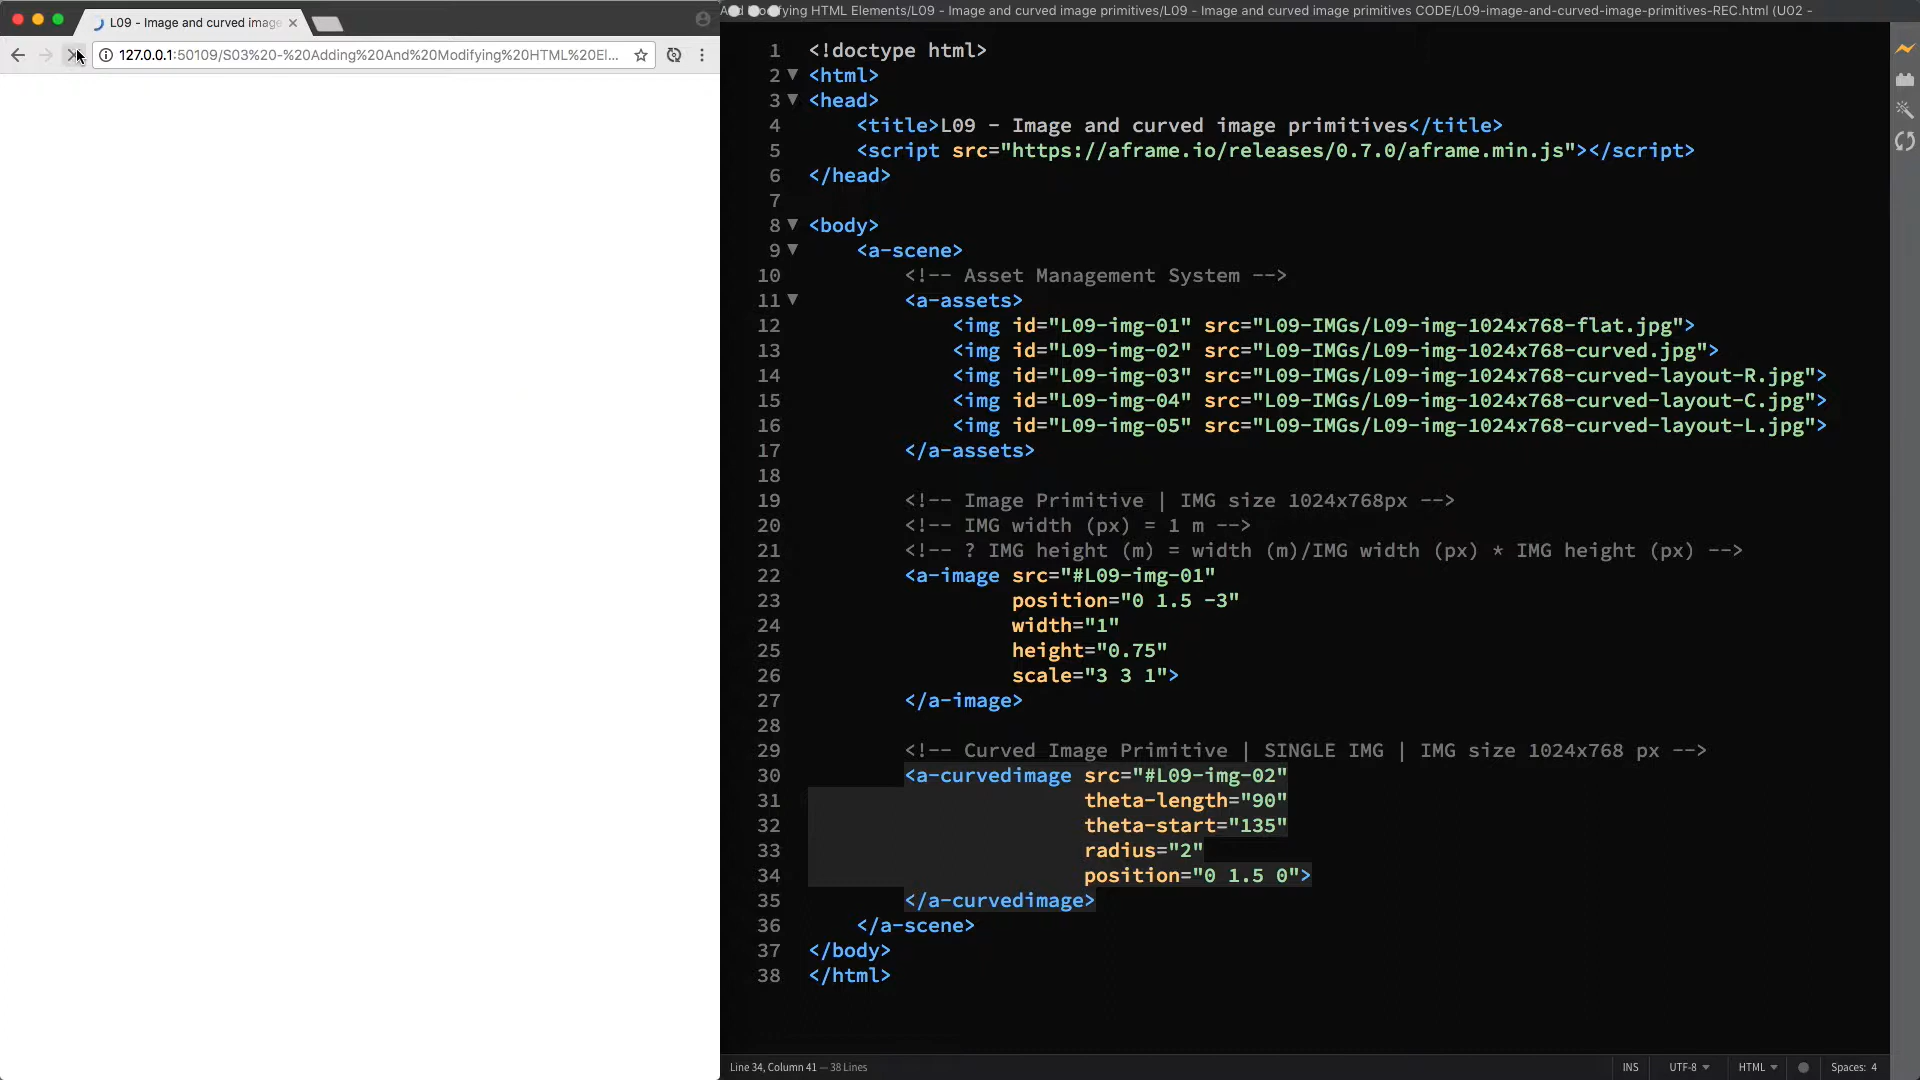 L09 - Image and curved imag
127.0.0.1:50109/S03%20-%20Adding%20And%20Modifying%20HTML%20El...
Modifying HTML Elements/L09 - Image and curved image primitives/L09 - Image and curved image primitives CODE/L09-image-and-curved-image-primitives-REC.html (U02 -
1 <!doctype html>
2 <html>
3 <head>
4 <title>L09 - Image and curved image primitives</title>
5 <script src="https://aframe.io/releases/0.7.0/aframe.min.js"></script>
6 </head>
7
8 <body>
9 <a-scene>
10 <!-- Asset Management System -->
11 <a-assets>
12 <img id="L09-img-01" src="L09-IMGs/L09-img-1024x768-flat.jpg">
13 <img id="L09-img-02" src="L09-IMGs/L09-img-1024x768-curved.jpg">
14 <img id="L09-img-03" src="L09-IMGs/L09-img-1024x768-curved-layout-R.jpg">
15 <img id="L09-img-04" src="L09-IMGs/L09-img-1024x768-curved-layout-C.jpg">
16 <img id="L09-img-05" src="L09-IMGs/L09-img-1024x768-curved-layout-L.jpg">
17 </a-assets>
18
19 <!-- Image Primitive | IMG size 1024x768px -->
20 <!-- IMG width (px) = 1 m -->
21 <!-- ? IMG height (m) = width (m)/IMG width (px) * IMG height (px) -->
22 <a-image src="#L09-img-01"
23 position="0 1.5 -3"
24 width="1"
25 height="0.75"
26 scale="3 3 1">
27 </a-image>
28
29 <!-- Curved Image Primitive | SINGLE IMG | IMG size 1024x768 px -->
30 <a-curvedimage src="#L09-img-02"
31 theta-length="90"
32 theta-start="135"
33 radius="2"
34 position="0 1.5 0">
35 </a-curvedimage>
36 </a-scene>
37 </body>
38 </html>
Line 34, Column 41 — 38 Lines
INS UTF-8 HTML Spaces: 4